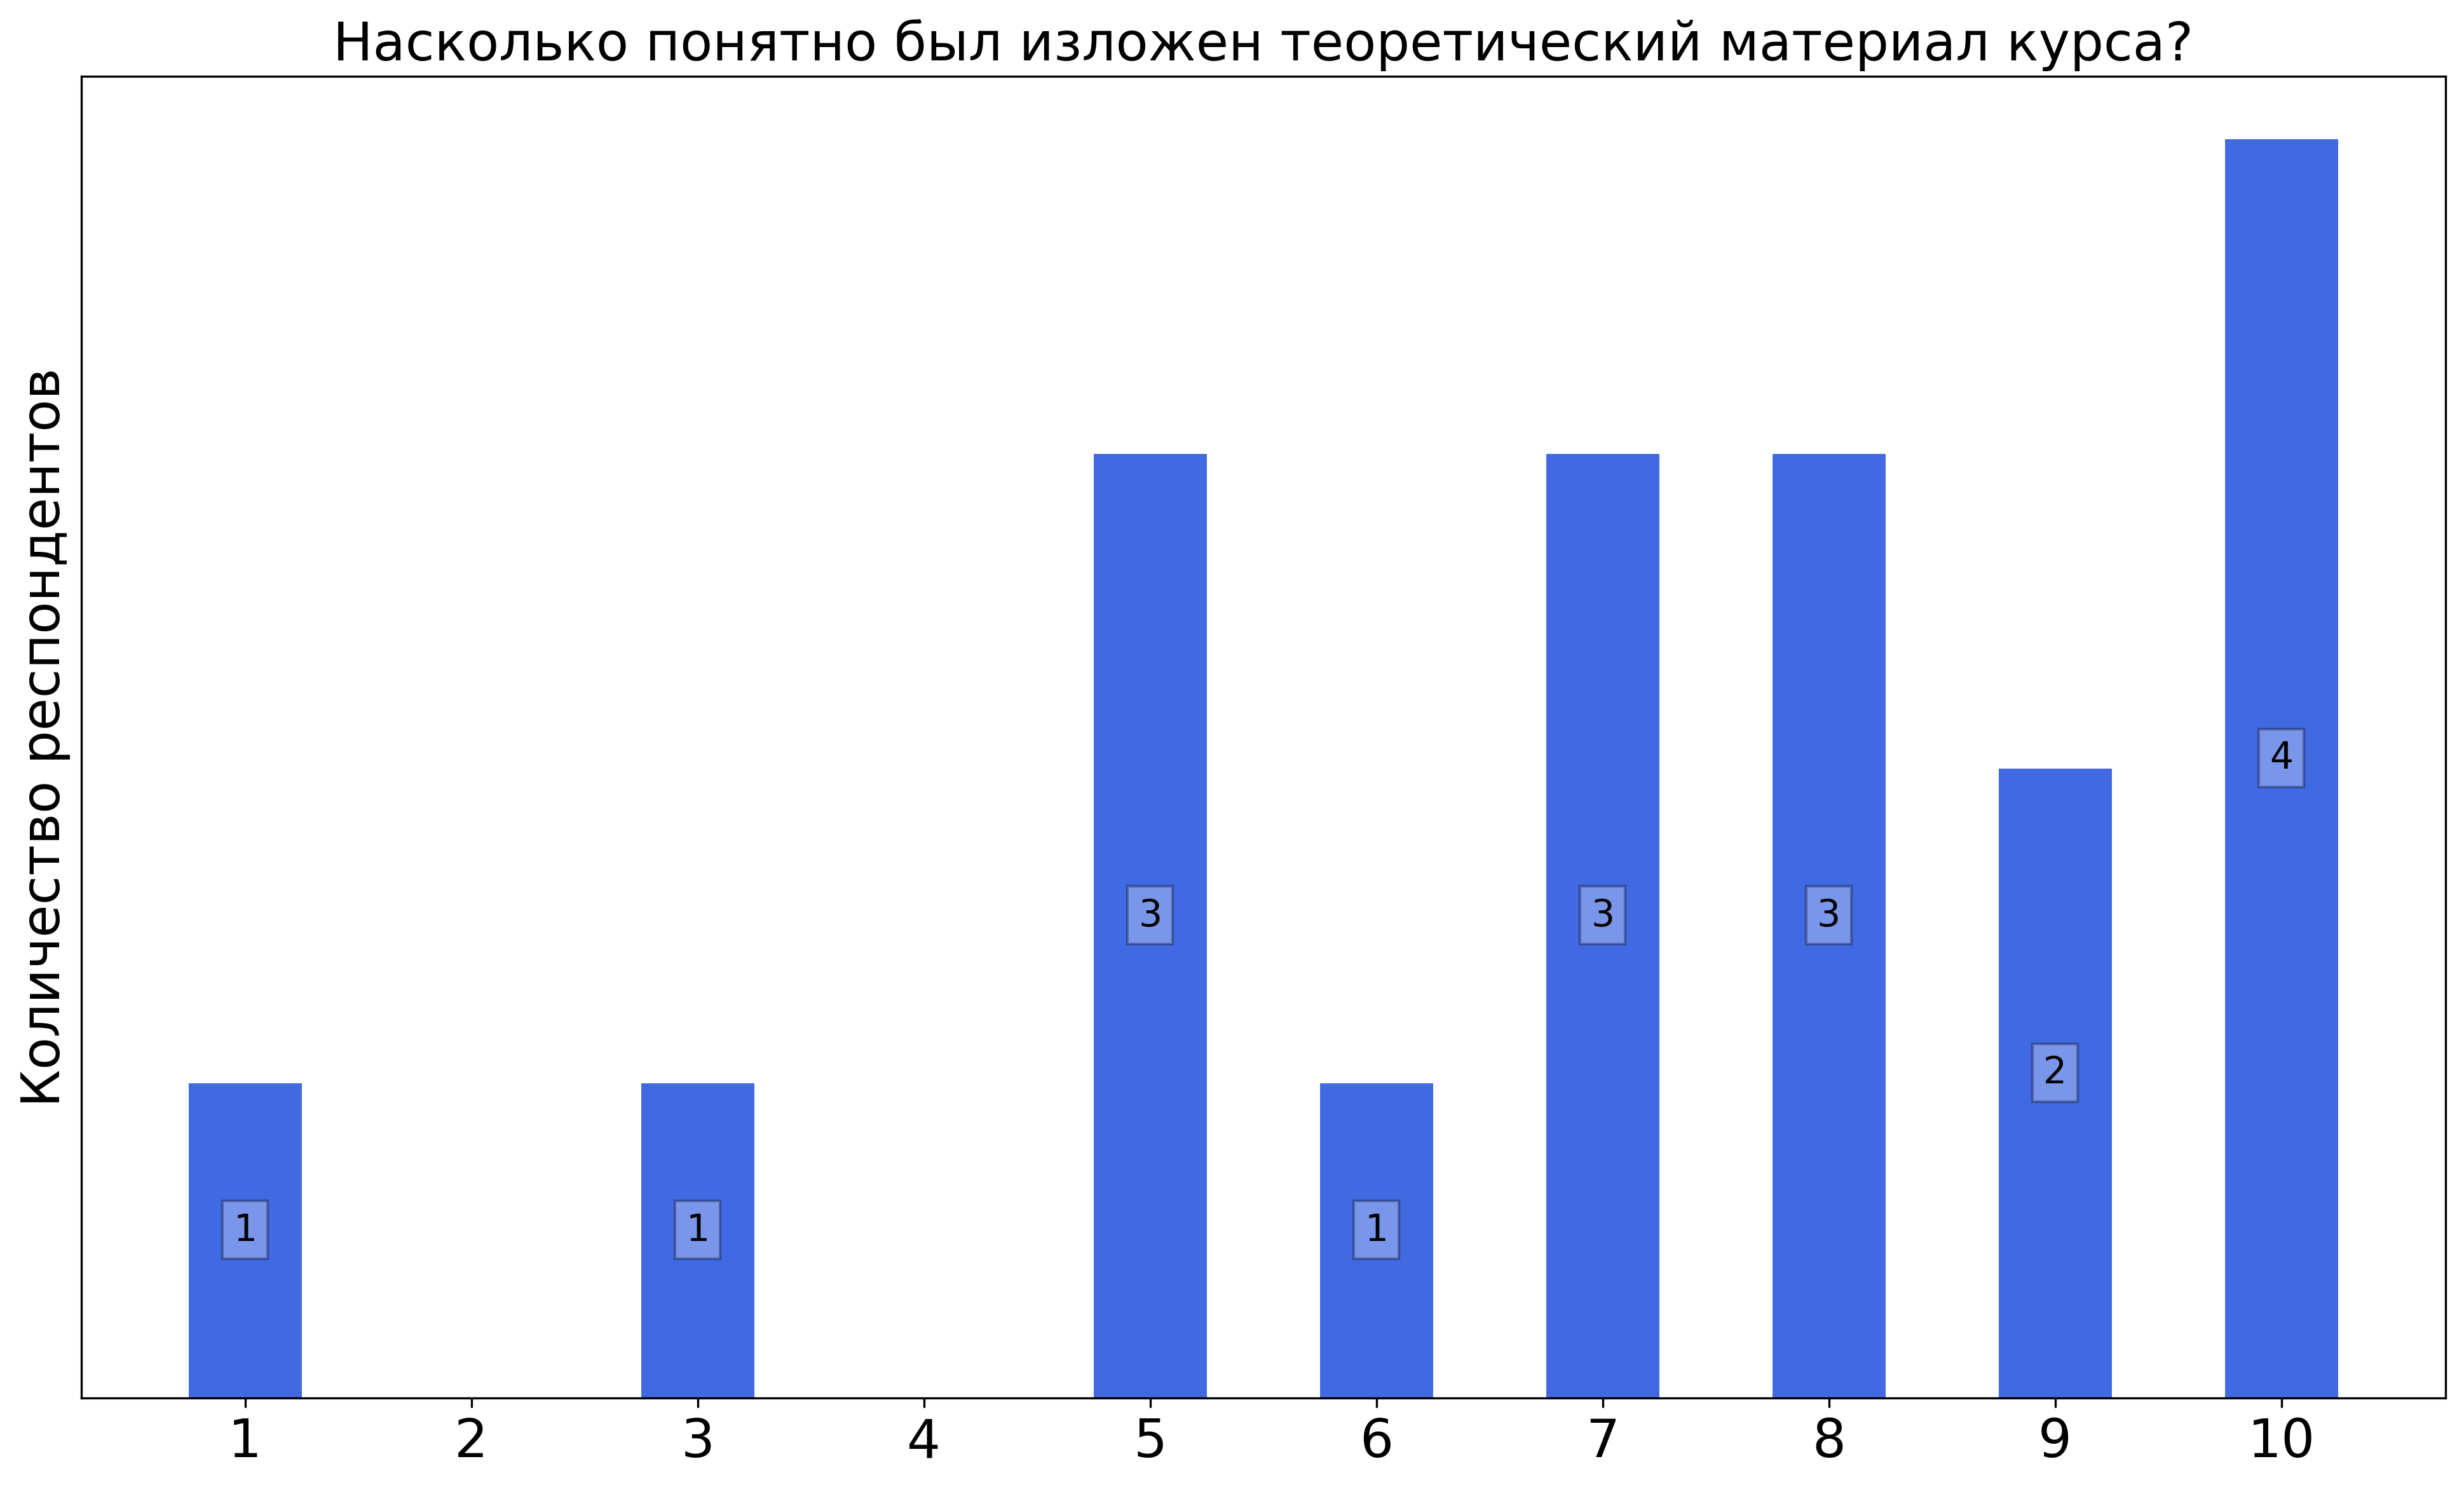 Насколько понятно был изложен теоретический материал курса?
Количество респондентов
1
1
3
1
3
3
2
4
1 2 3 4 5 6 7 8 9 10